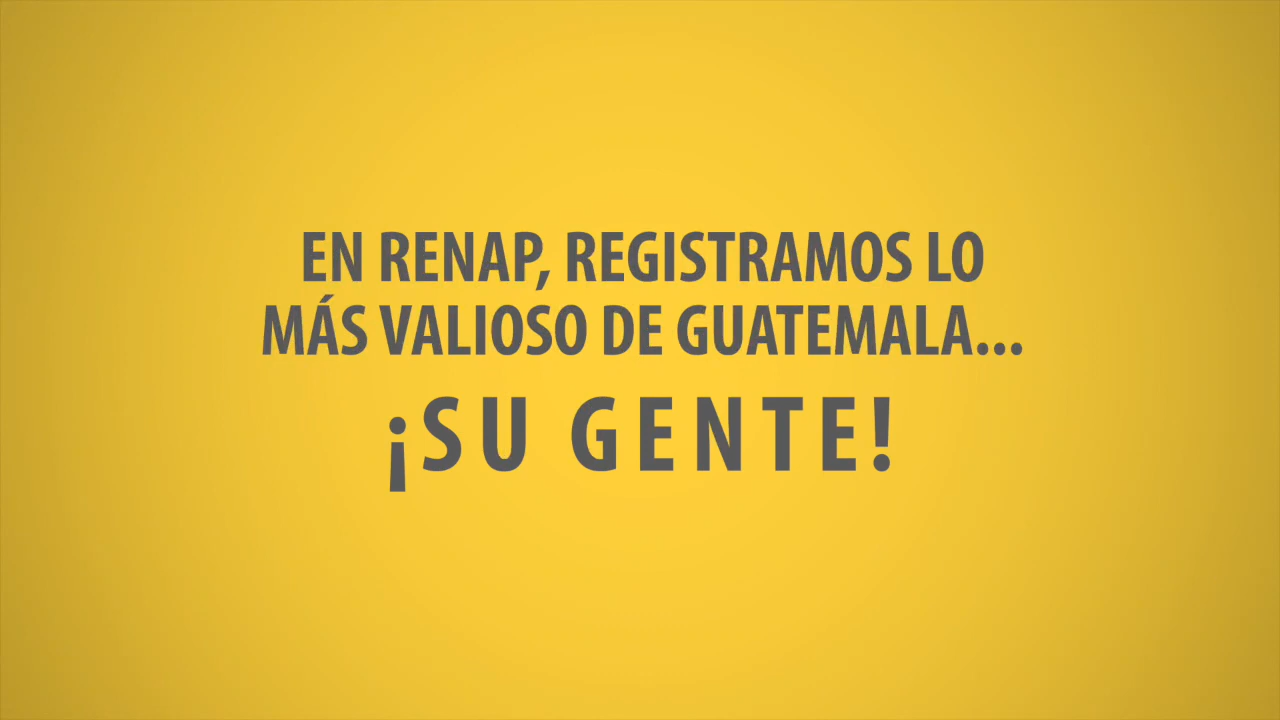 EN RENAP, REGISTRAMOS LO
MÁS VALIOSO DE GUATEMALA...
¡SU GENTE!